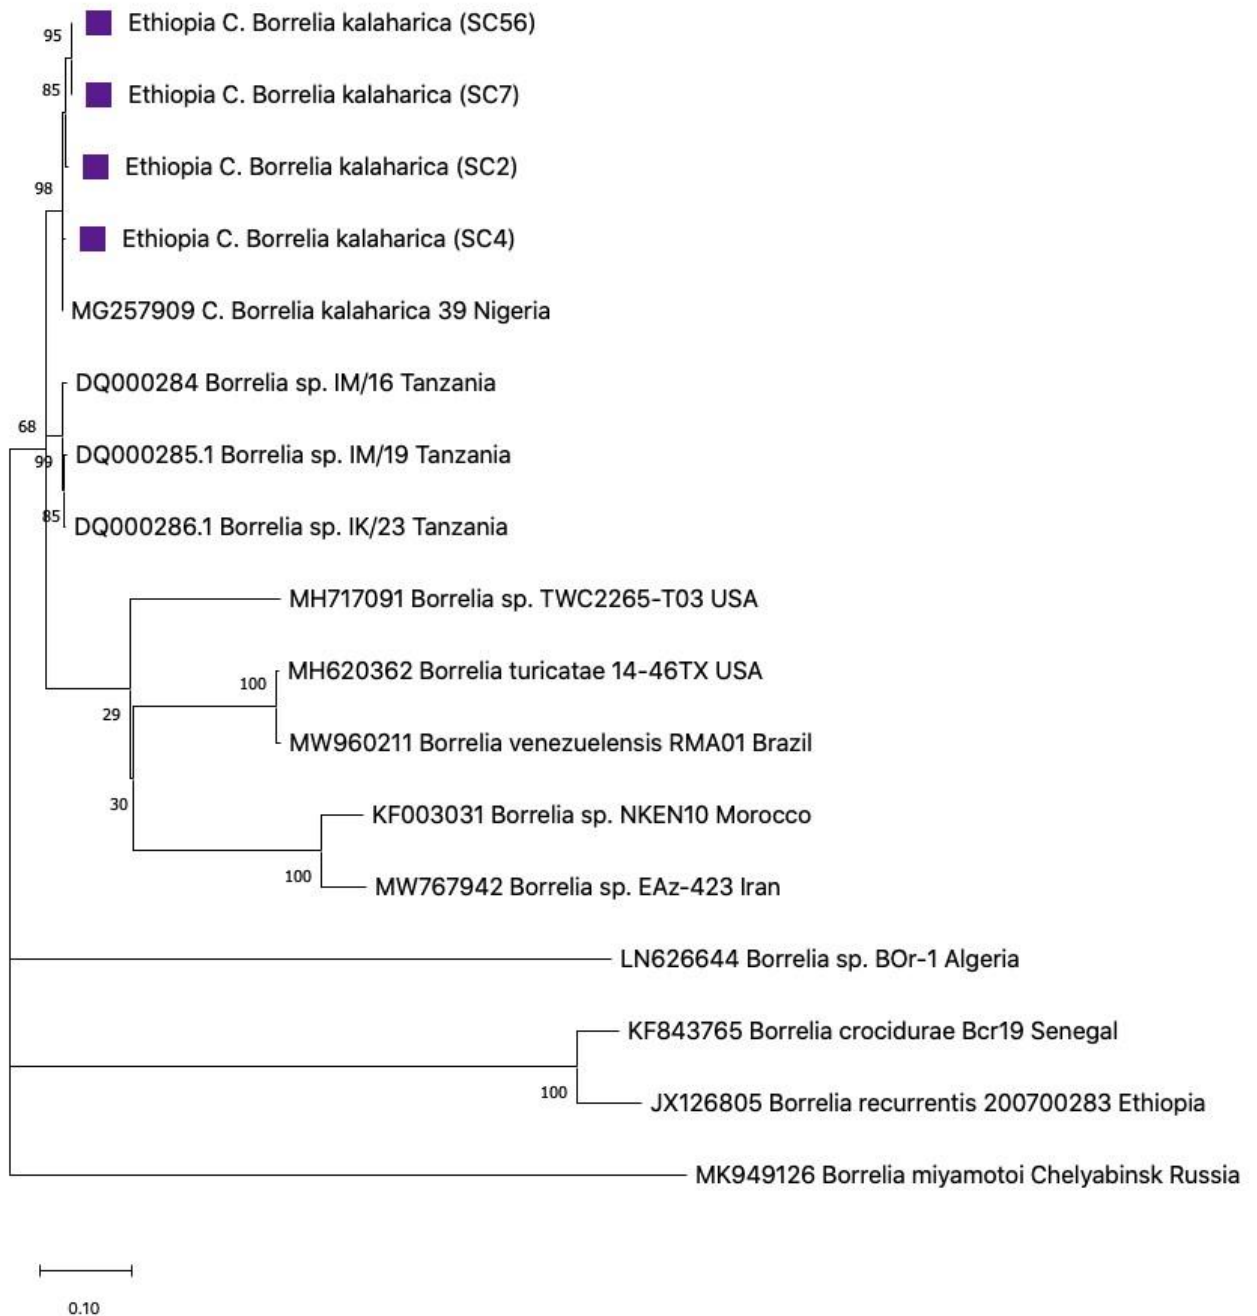 95
Ethiopia C. Borrelia kalaharica (SC56)
85
Ethiopia C. Borrelia kalaharica (SC7)
Ethiopia C. Borrelia kalaharica (SC2)
98
Ethiopia C. Borrelia kalaharica (SC4)
MG257909 C. Borrelia kalaharica 39 Nigeria
DQ000284 Borrelia sp. IM/16 Tanzania
68
99
DQ000285.1 Borrelia sp. IM/19 Tanzania
85
DQ000286.1 Borrelia sp. IK/23 Tanzania
MH717091 Borrelia sp. TWC2265-T03 USA
100
MH620362 Borrelia turicatae 14-46TX USA
29
MW960211 Borrelia venezuelensis RMA01 Brazil
30
KF003031 Borrelia sp. NKEN10 Morocco
100
MW767942 Borrelia sp. EAz-423 Iran
LN626644 Borrelia sp. BOr-1 Algeria
KF843765 Borrelia crocidurae Bcr19 Senegal
100
JX126805 Borrelia recurrentis 200700283 Ethiopia
MK949126 Borrelia miyamotoi Chelyabinsk Russia
0.10